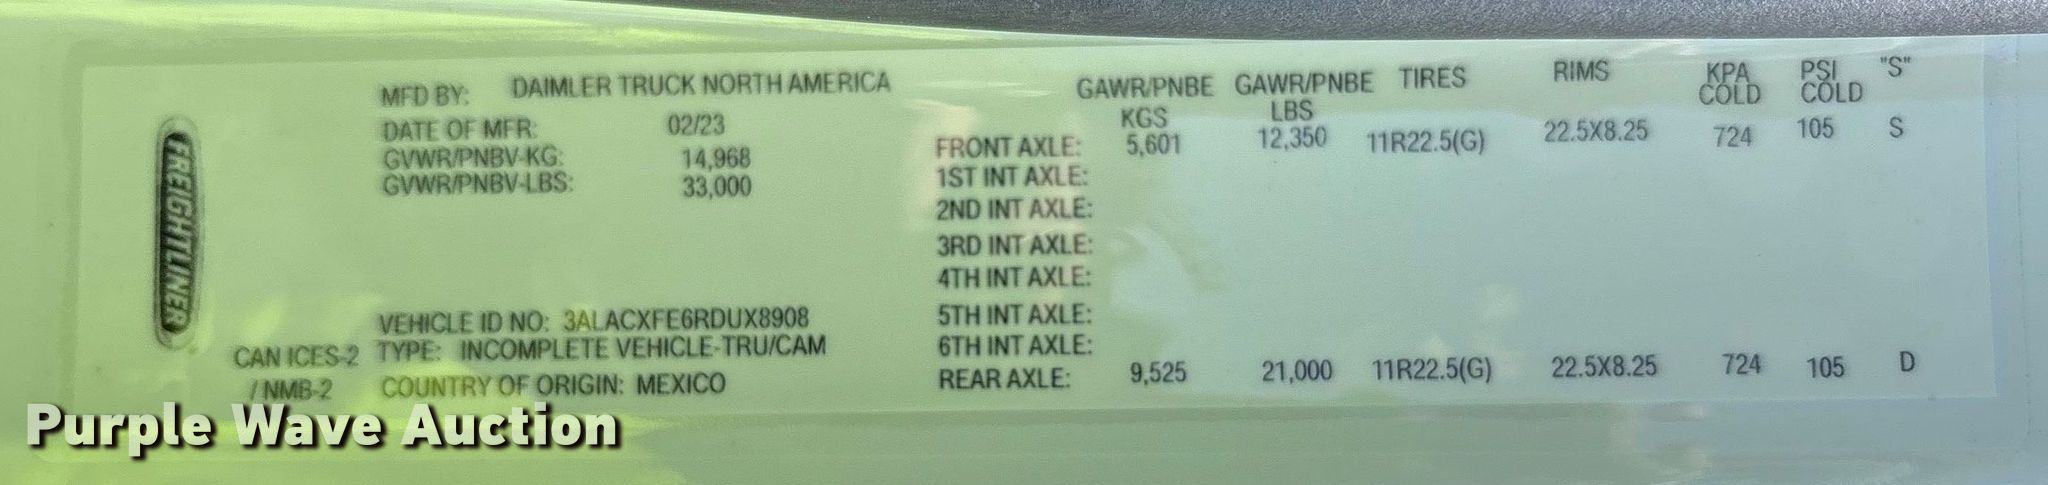 FREIGHTLINER
MFD BY: DAIMLER TRUCK NORTH AMERICA
DATE OF MFR: 02/23
GVWR/PNBV-KG: 14,968
GVWR/PNBV-LBS: 33,000
VEHICLE ID NO: 3ALACXFE6RDUX8908
CAN ICES-2 TYPE: INCOMPLETE VEHICLE-TRU/CAM
/ NMB-2 COUNTRY OF ORIGIN: MEXICO
GAWR/PNBE GAWR/PNBE TIRES RIMS KPA PSI "S"
KGS LBS COLD COLD
FRONT AXLE: 5,601 12,350 11R22.5(G) 22.5X8.25 724 105 S
1ST INT AXLE:
2ND INT AXLE:
3RD INT AXLE:
4TH INT AXLE:
5TH INT AXLE:
6TH INT AXLE:
REAR AXLE: 9,525 21,000 11R22.5(G) 22.5X8.25 724 105 D
Purple Wave Auction